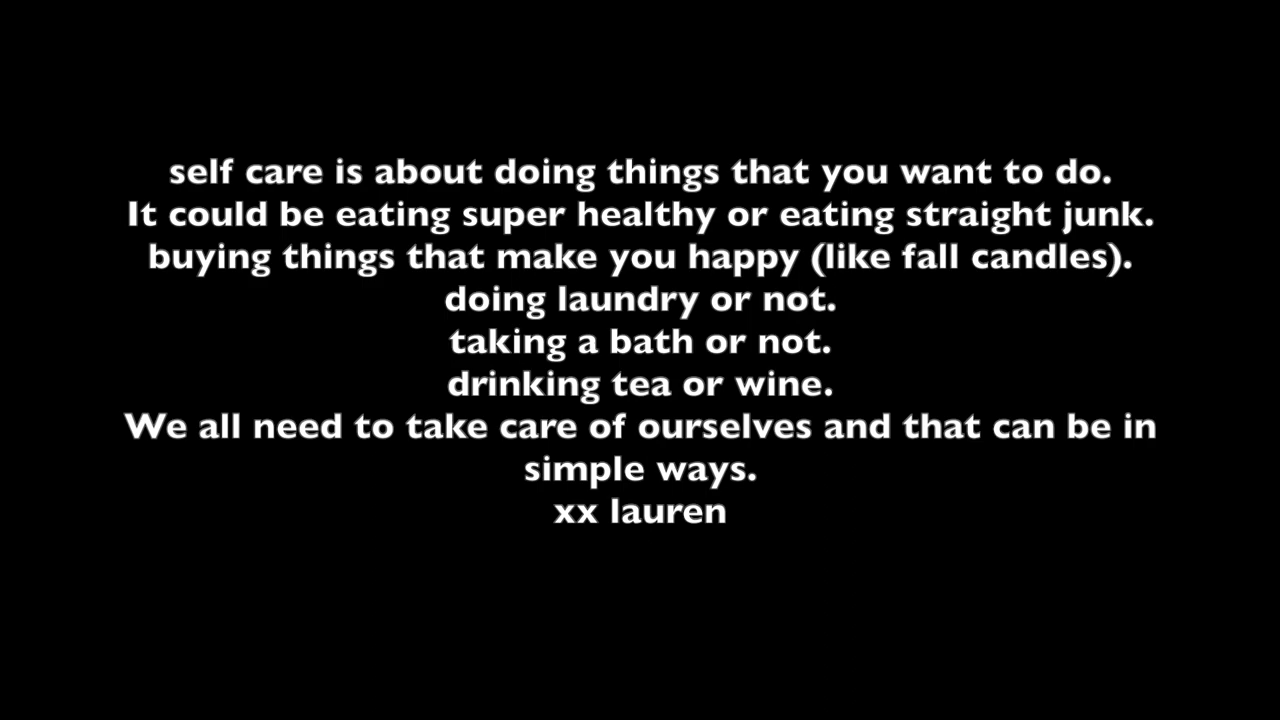 self care is about doing things that you want to do.
It could be eating super healthy or eating straight junk.
buying things that make you happy (like fall candles).
doing laundry or not.
taking a bath or not.
drinking tea or wine.
We all need to take care of ourselves and that can be in
simple ways.
xx lauren